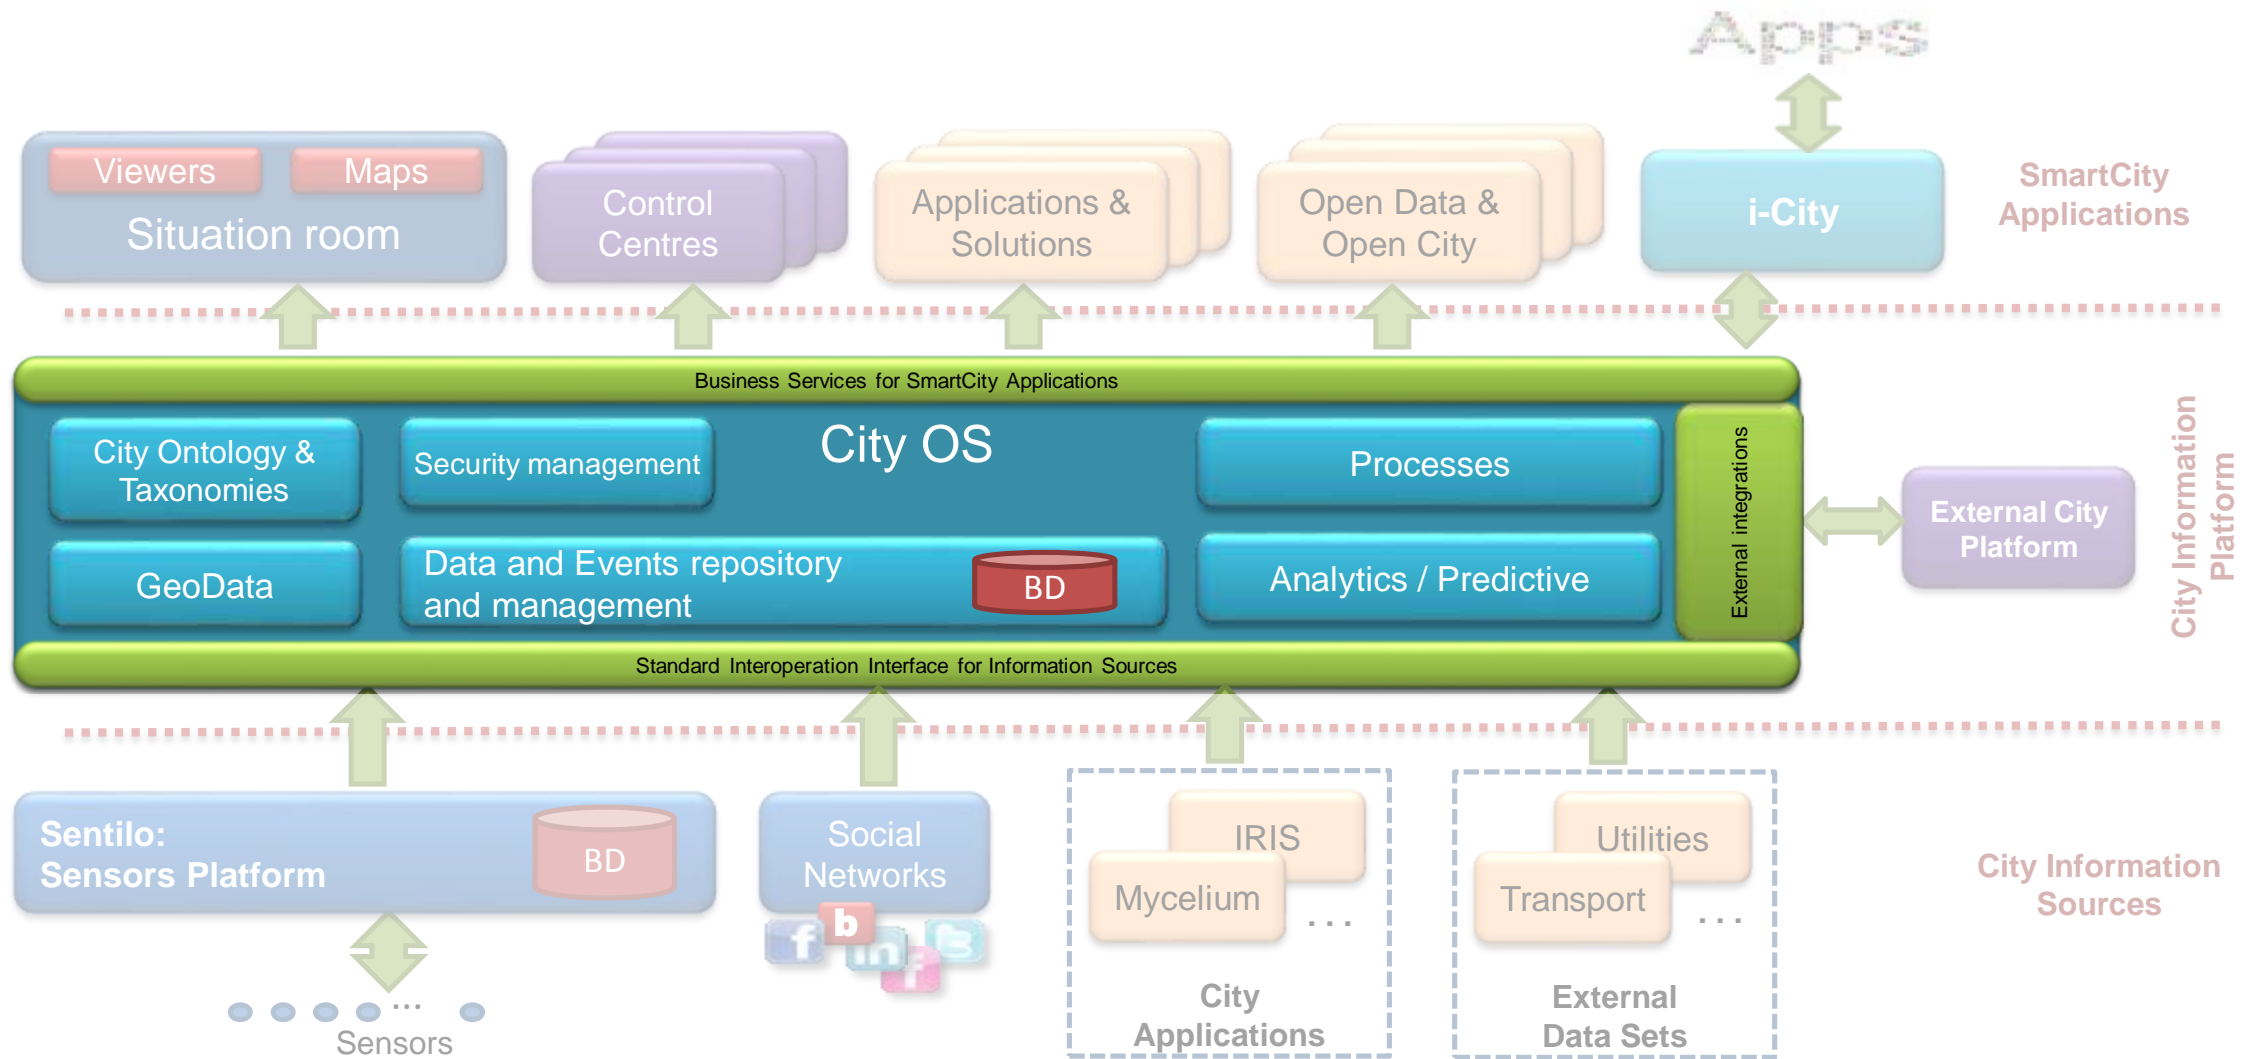 Apps
Viewers
Maps
Situation room
Control
Centres
Applications &
Solutions
Open Data &
Open City
i-City
SmartCity
Applications
Business Services for SmartCity Applications
City OS
City Ontology &
Taxonomies
Security management
Processes
GeoData
Data and Events repository
and management
BD
Analytics / Predictive
External integrations
External City
Platform
City Information
Platform
Standard Interoperation Interface for Information Sources
Sentilo:
Sensors Platform
BD
Social
Networks
f
b
in
f
t
IRIS
Mycelium
...
City
Applications
Utilities
Transport
...
External
Data Sets
City Information
Sources
...
Sensors